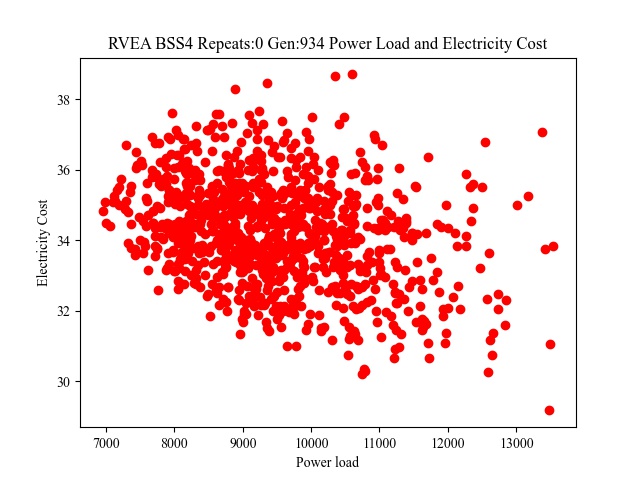 RVEA BSS4 Repeats:0 Gen:934 Power Load and Electricity Cost
38
36
34
32
30
Electricity Cost
7000 8000 9000 10000 11000 12000 13000
Power load